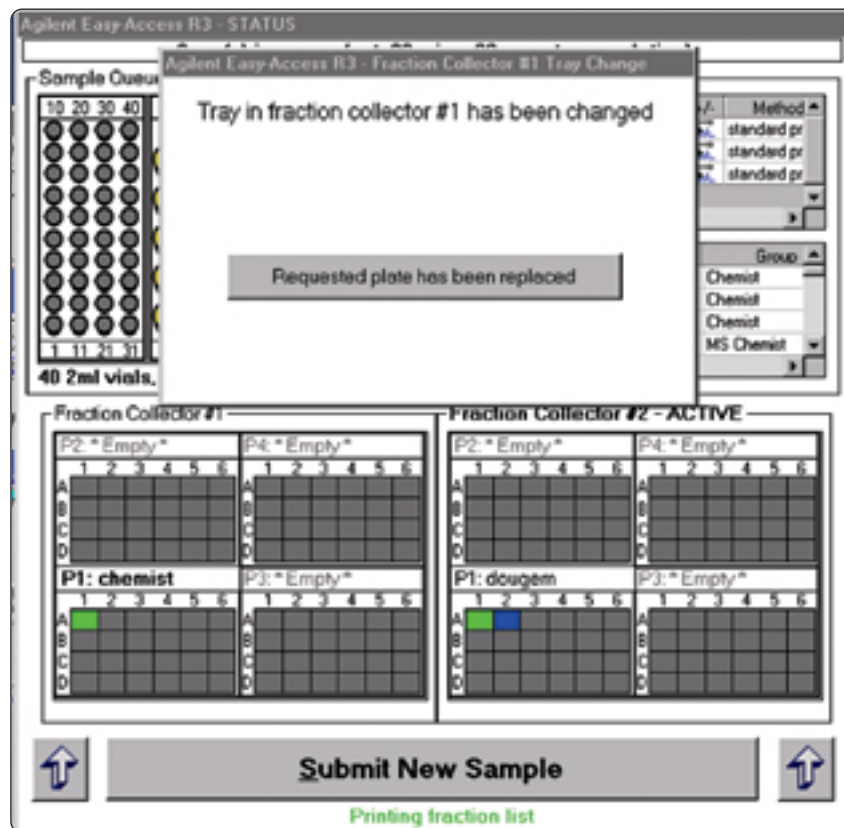 Agilent Easy-Access R3 - STATUS
Agilent Easy-Access R3 - Fraction Collector #1 Tray Change
Sample Queu
10 20 30 40
Tray in fraction collector #1 has been changed
+/- Method
standard pr
standard pr
standard pr
Requested plate has been replaced
Group
Chemist
Chemist
Chemist
MS Chemist
1 11 21 31
40 2ml vials,
Fraction Collector #1
Fraction Collector #2 - ACTIVE
P2: * Empty * P4: * Empty *
1 2 3 4 5 6 1 2 3 4 5 6
A A
B B
C C
D D
P1: chemist P3: * Empty *
1 2 3 4 5 6 1 2 3 4 5 6
A A
B B
C C
D D
P2: * Empty * P4: * Empty *
1 2 3 4 5 6 1 2 3 4 5 6
A A
B B
C C
D D
P1: dougem P3: * Empty *
1 2 3 4 5 6 1 2 3 4 5 6
A A
B B
C C
D D
Submit New Sample
Printing fraction list